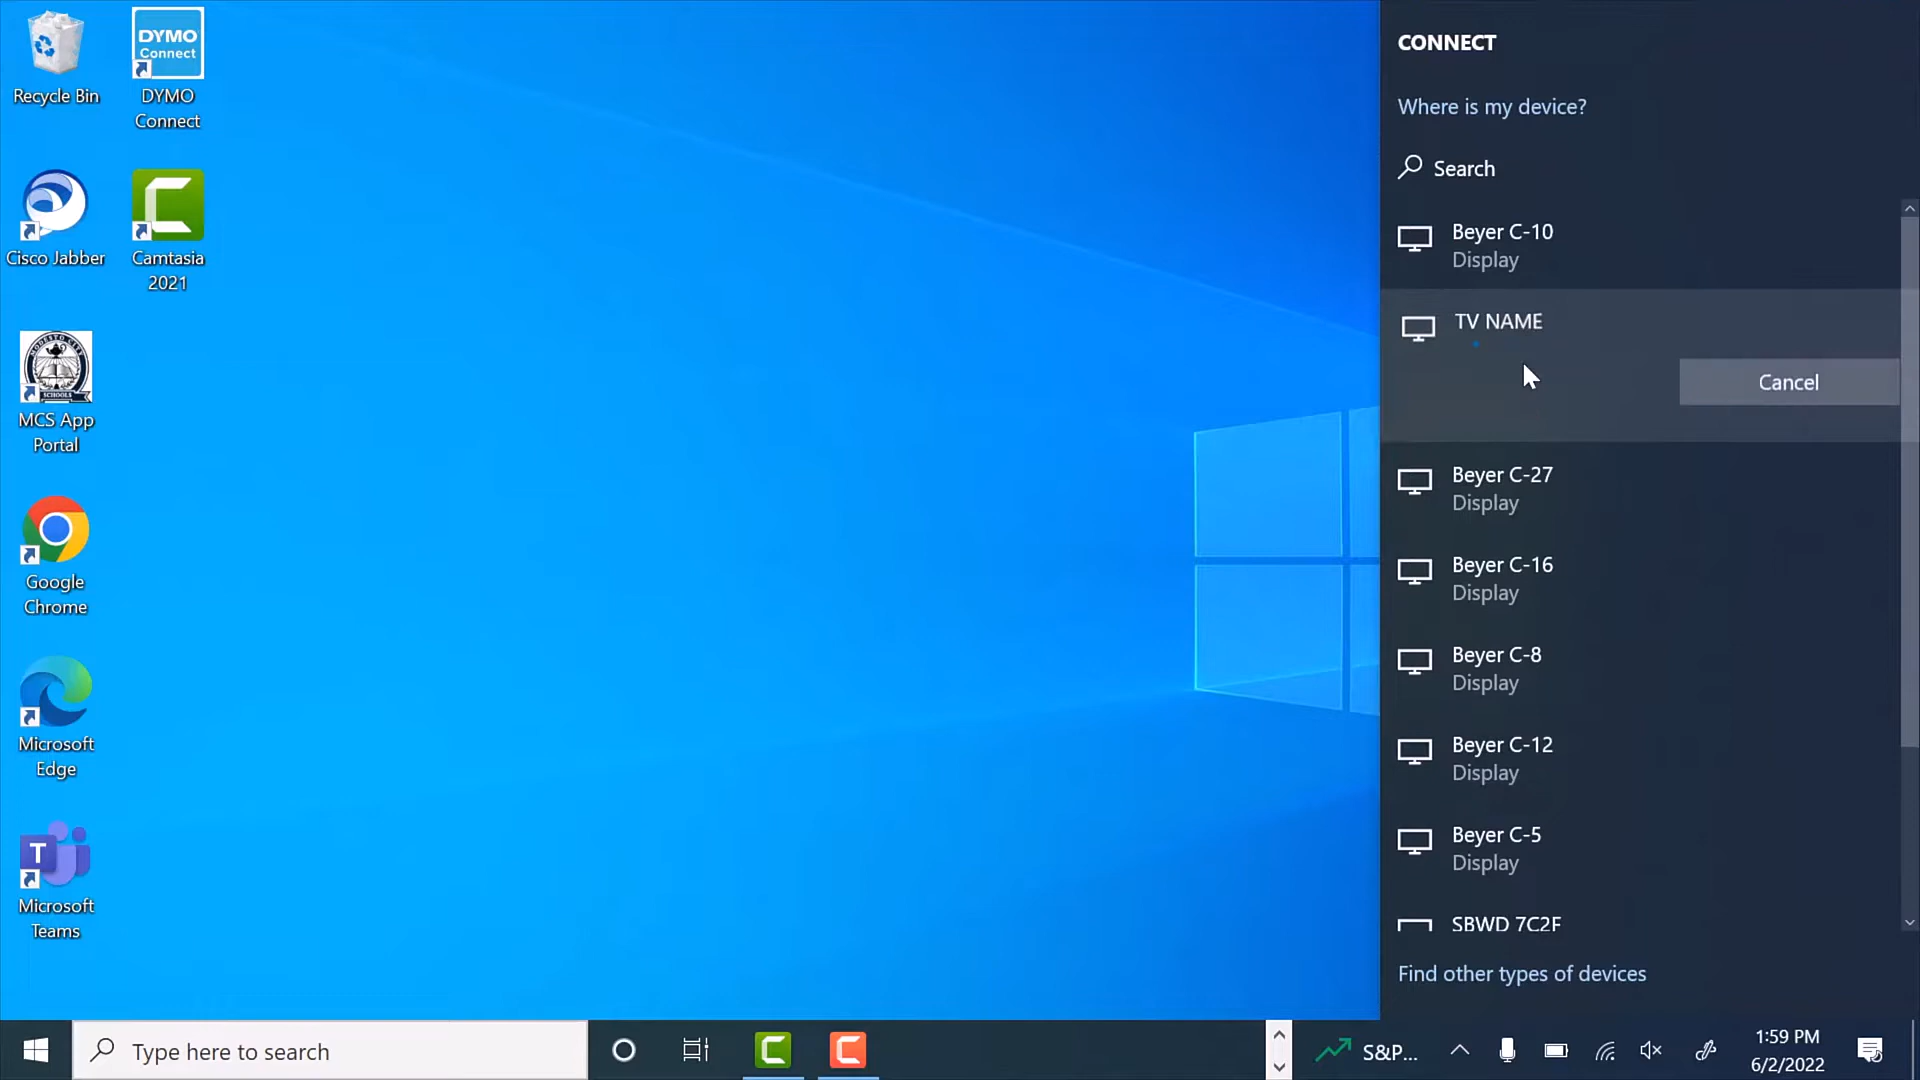 Recycle Bin
DYMO
Connect
DYMO
Connect
Cisco Jabber
Camtasia
2021
MODESTO CITY
SCHOOLS
MCS App
Portal
Google
Chrome
Microsoft
Edge
T
Microsoft
Teams
CONNECT
Where is my device?
Search
Beyer C-10
Display
TV NAME
Cancel
Beyer C-27
Display
Beyer C-16
Display
Beyer C-8
Display
Beyer C-12
Display
Beyer C-5
Display
SBWD 7C2F
Find other types of devices
Type here to search
S&P...
1:59 PM
6/2/2022